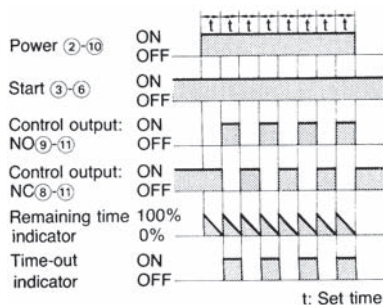 t t t t t t t
Power ②-⑩ ON
OFF
Start ③-⑥ ON
OFF
Control output: ON
NO⑨-⑪ OFF
Control output: ON
NC⑧-⑪ OFF
Remaining time 100%
indicator 0%
Time-out ON
indicator OFF
t: Set time